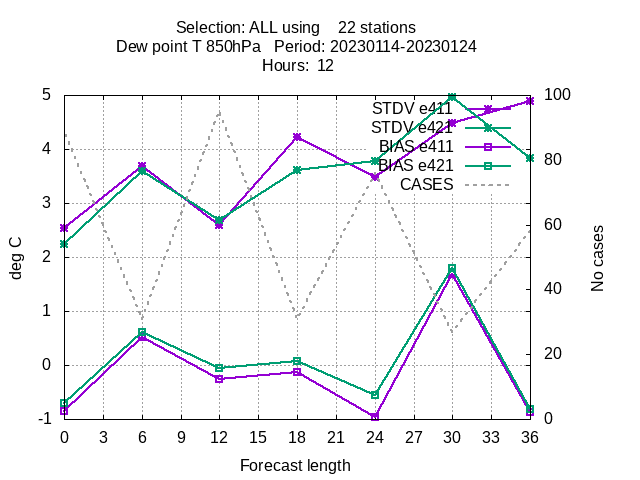 Selection: ALL using    22 stations
Dew point T 850hPa   Period: 20230114-20230124
Hours:  12
STDV e411
STDV e421
BIAS e411
BIAS e421
CASES
5
4
3
2
1
0
-1
deg C
100
80
60
40
20
0
No cases
0 3 6 9 12 15 18 21 24 27 30 33 36
Forecast length